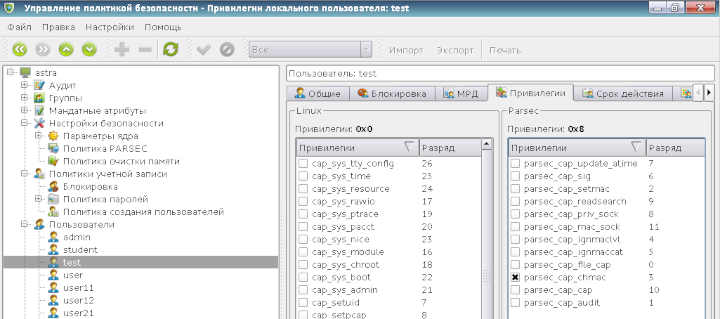 Управление политикой безопасности - Привилегии локального пользователя: test
Файл Правка Настройки Помощь
Все Импорт Экспорт Печать
astra
Аудит
Группы
Мандатные атрибуты
Настройки безопасности
Параметры ядра
Политика PARSEC
Политика очистки памяти
Политики учетной записи
Блокировка
Политика паролей
Политика создания пользователей
Пользователи
admin
student
test
user
user11
user12
user21
Пользователь: test
Общие Блокировка МРД Привилегии Срок действия
Linux
Привилегии: 0x0
Привилегии Разряд
cap_sys_tty_config 26
cap_sys_time 25
cap_sys_resource 24
cap_sys_rawio 17
cap_sys_ptrace 19
cap_sys_pacct 20
cap_sys_nice 23
cap_sys_module 16
cap_sys_chroot 18
cap_sys_boot 22
cap_sys_admin 21
cap_setuid 7
cap_setpcap 8
Parsec
Привилегии: 0x8
Привилегии Разряд
parsec_cap_update_atime 7
parsec_cap_sig 6
parsec_cap_setmac 2
parsec_cap_readsearch 9
parsec_cap_priv_sock 8
parsec_cap_mac_sock 11
parsec_cap_ignmaclvl 4
parsec_cap_ignmaccat 5
parsec_cap_file_cap 0
parsec_cap_chmac 3
parsec_cap_cap 10
parsec_cap_audit 1